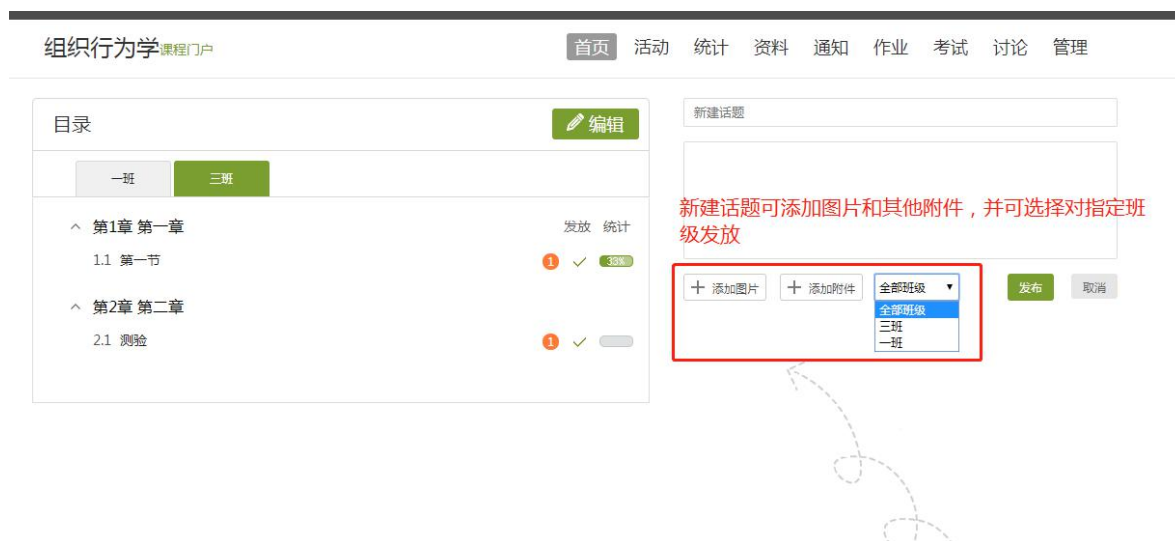 组织行为学课程门户
首页 活动 统计 资料 通知 作业 考试 讨论 管理
目录
编辑
一班 三班
第1章 第一章 发放 统计
1.1 第一节 1 33%
第2章 第二章
2.1 测验 1
新建话题
新建话题可添加图片和其他附件，并可选择对指定班
级发放
添加图片 添加附件 全部班级 发布 取消
全部班级
三班
一班